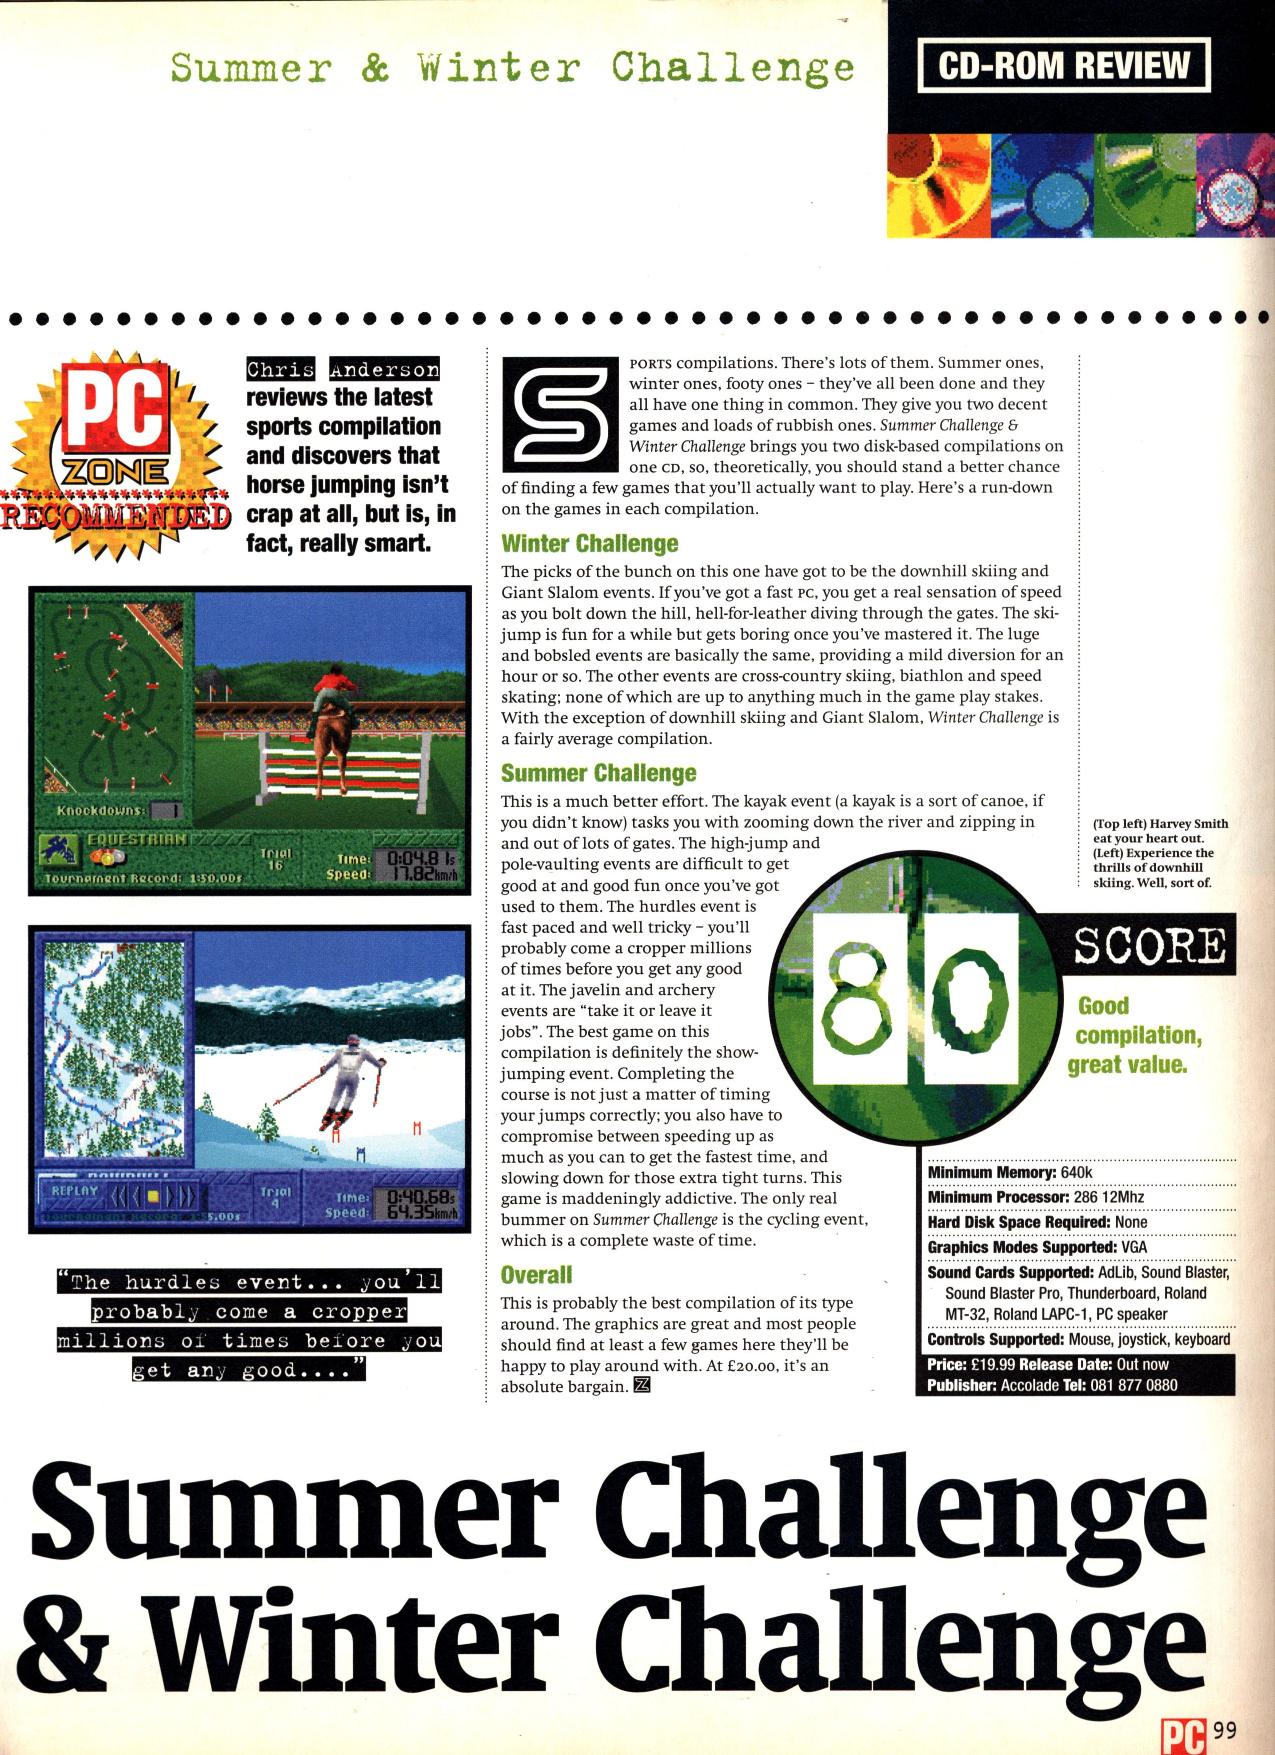 Summer & Winter Challenge
CD-ROM REVIEW
PC
ZONE
RECOMMENDED
Chris Anderson
reviews the latest
sports compilation
and discovers that
horse jumping isn't
crap at all, but is, in
fact, really smart.
Knockdowns: 1
EQUESTRIAN
Trial
16
Time: 0:04.81s
Speed: 17.82km/h
Tournament Record: 1:50.00s
REPLAY
Trial
4
Time: 0:40.68s
Speed: 64.35km/h
"The hurdles event... you'll
probably come a cropper
millions of times before you
get any good...."
SPORTS compilations. There's lots of them. Summer ones,
winter ones, footy ones – they've all been done and they
all have one thing in common. They give you two decent
games and loads of rubbish ones. Summer Challenge &
Winter Challenge brings you two disk-based compilations on
one CD, so, theoretically, you should stand a better chance
of finding a few games that you'll actually want to play. Here's a run-down
on the games in each compilation.
Winter Challenge
The picks of the bunch on this one have got to be the downhill skiing and
Giant Slalom events. If you've got a fast PC, you get a real sensation of speed
as you bolt down the hill, hell-for-leather diving through the gates. The ski-
jump is fun for a while but gets boring once you've mastered it. The luge
and bobsled events are basically the same, providing a mild diversion for an
hour or so. The other events are cross-country skiing, biathlon and speed
skating; none of which are up to anything much in the game play stakes.
With the exception of downhill skiing and Giant Slalom, Winter Challenge is
a fairly average compilation.
Summer Challenge
This is a much better effort. The kayak event (a kayak is a sort of canoe, if
you didn't know) tasks you with zooming down the river and zipping in
and out of lots of gates. The high-jump and
pole-vaulting events are difficult to get
good at and good fun once you've got
used to them. The hurdles event is
fast paced and well tricky – you'll
probably come a cropper millions
of times before you get any good
at it. The javelin and archery
events are "take it or leave it
jobs". The best game on this
compilation is definitely the show-
jumping event. Completing the
course is not just a matter of timing
your jumps correctly; you also have to
compromise between speeding up as
much as you can to get the fastest time, and
slowing down for those extra tight turns. This
game is maddeningly addictive. The only real
bummer on Summer Challenge is the cycling event,
which is a complete waste of time.
Overall
This is probably the best compilation of its type
around. The graphics are great and most people
should find at least a few games here they'll be
happy to play around with. At £20.00, it's an
absolute bargain. Z
(Top left) Harvey Smith
eat your heart out.
(Left) Experience the
thrills of downhill
skiing. Well, sort of.
80
SCORE
Good
compilation,
great value.
Minimum Memory: 640k
Minimum Processor: 286 12Mhz
Hard Disk Space Required: None
Graphics Modes Supported: VGA
Sound Cards Supported: AdLib, Sound Blaster,
Sound Blaster Pro, Thunderboard, Roland
MT-32, Roland LAPC-1, PC speaker
Controls Supported: Mouse, joystick, keyboard
Price: £19.99 Release Date: Out now
Publisher: Accolade Tel: 081 877 0880
Summer Challenge
& Winter Challenge
PC 99